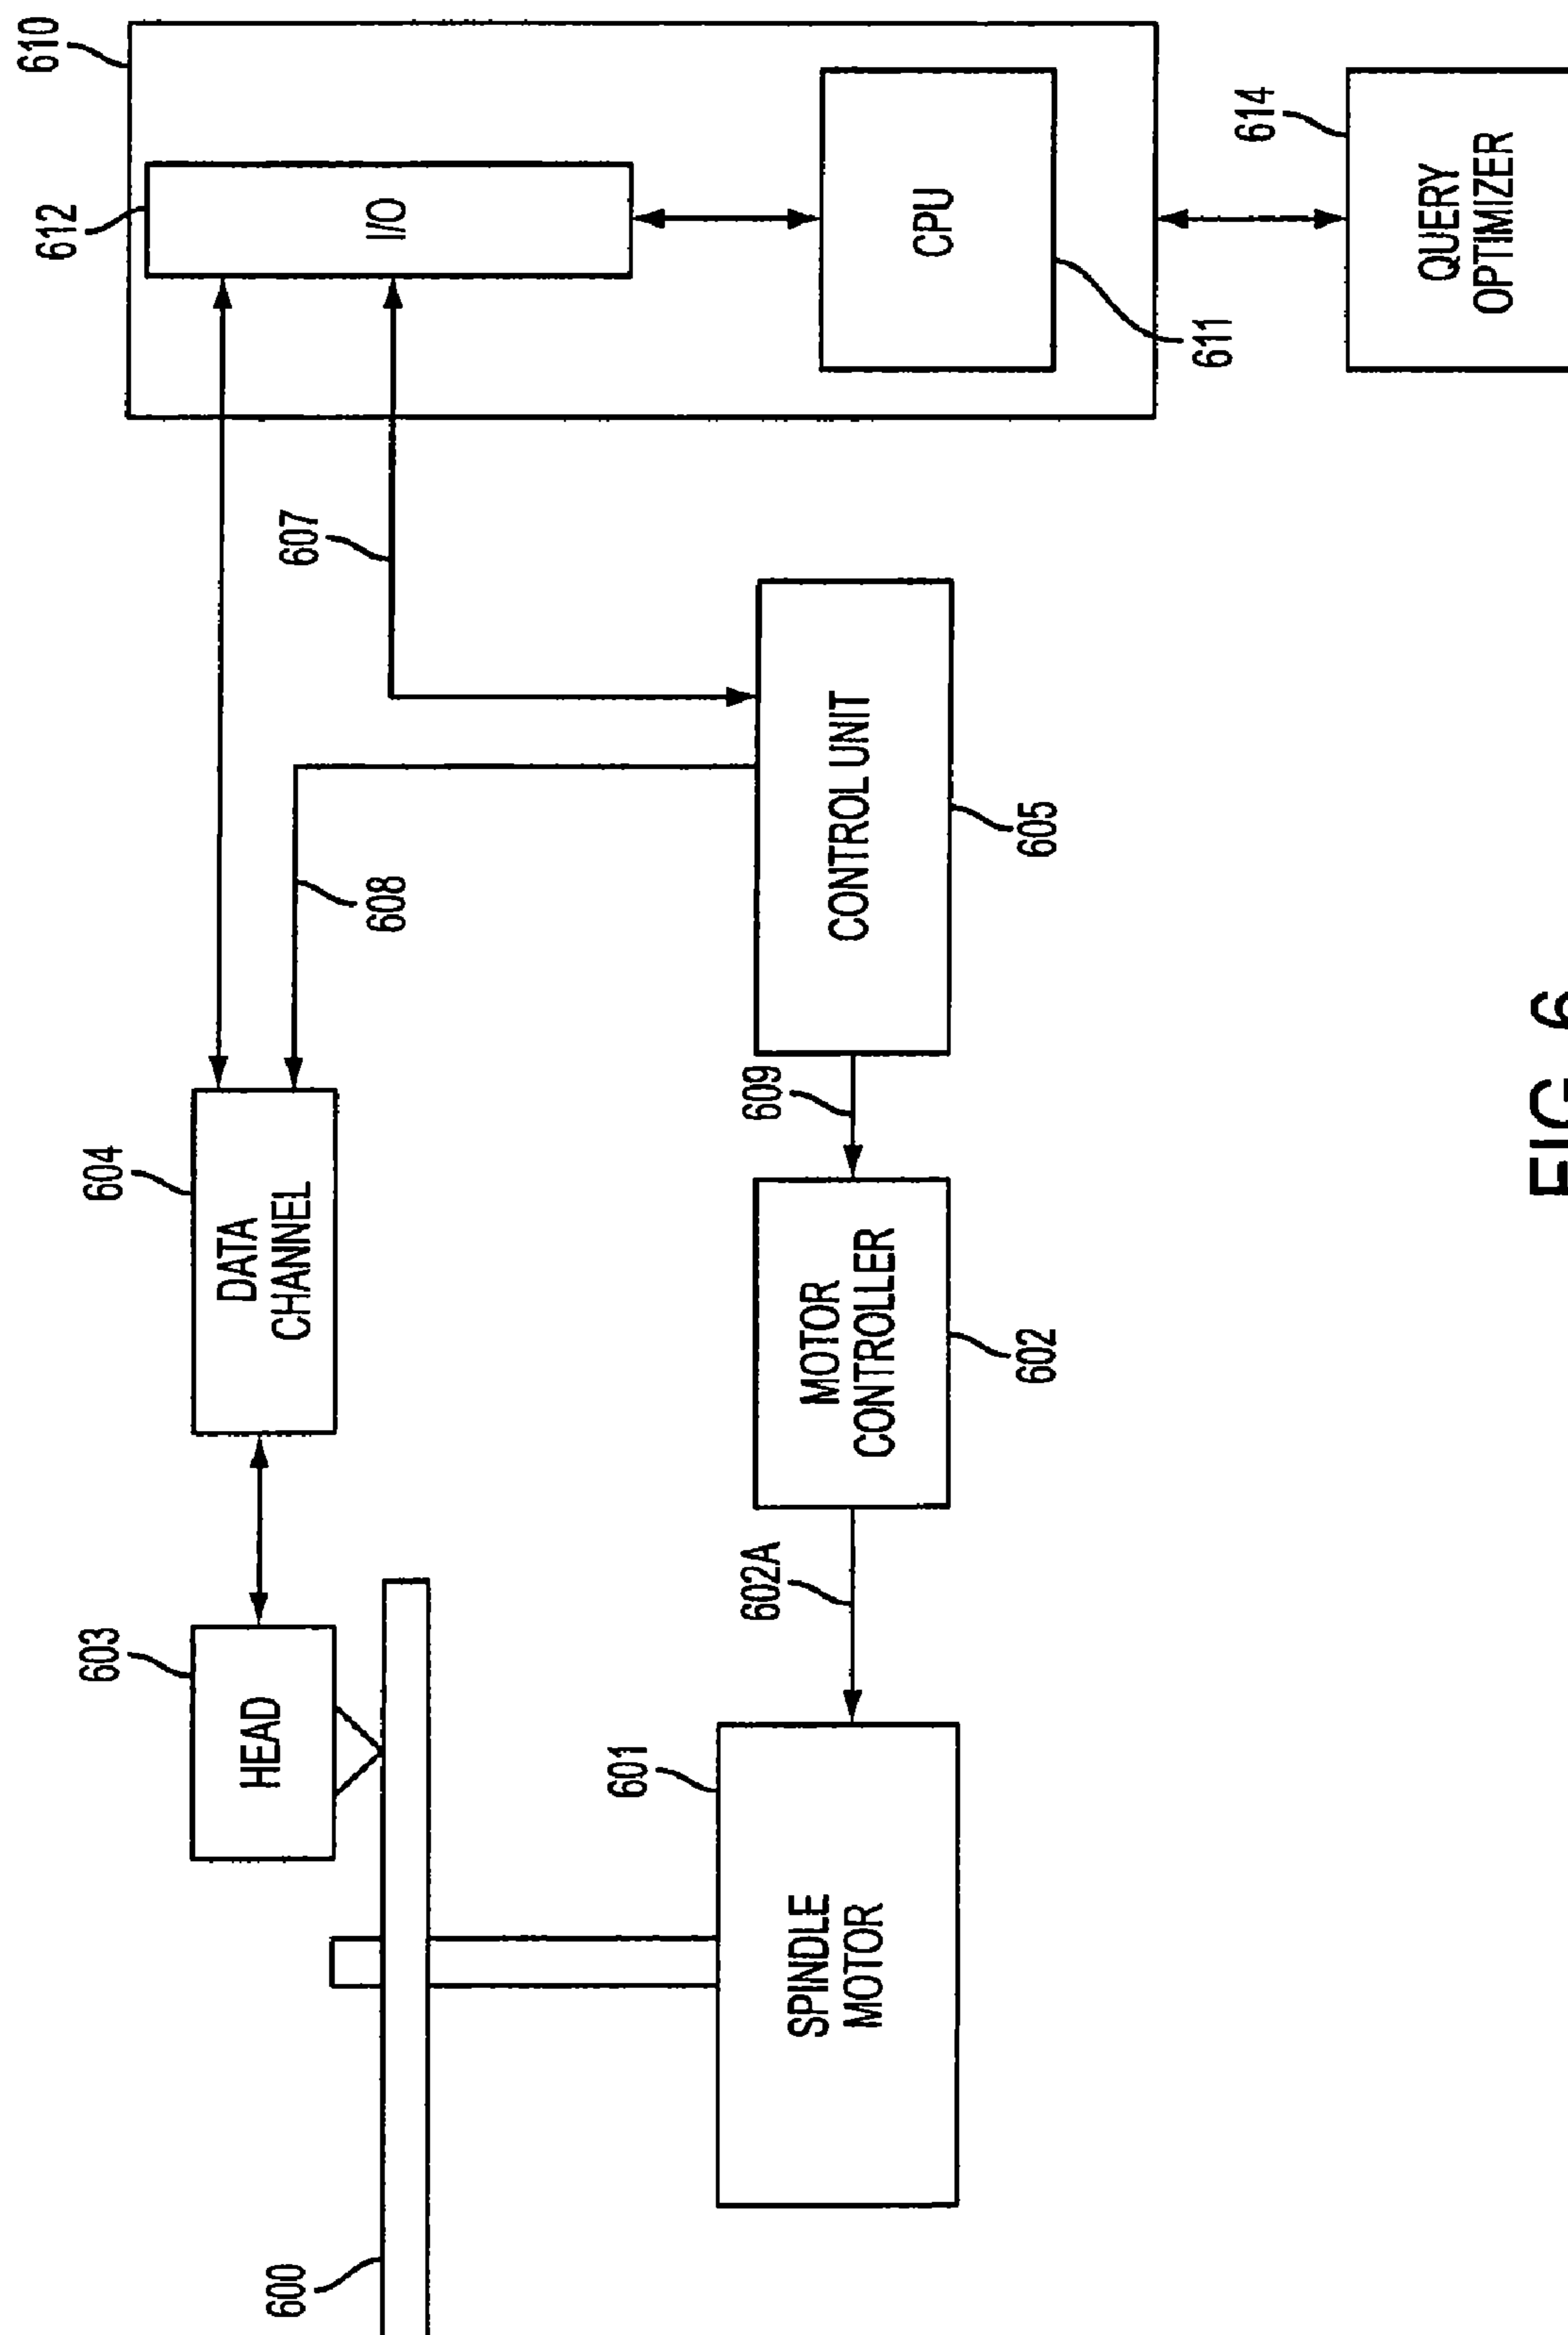 600
603
HEAD
604
DATA
CHANNEL
608
607
612
610
I/O
CPU
611
601
SPINDLE
MOTOR
602A
MOTOR
CONTROLLER
602
609
CONTROL UNIT
605
614
QUERY
OPTIMIZER
FIG. 6